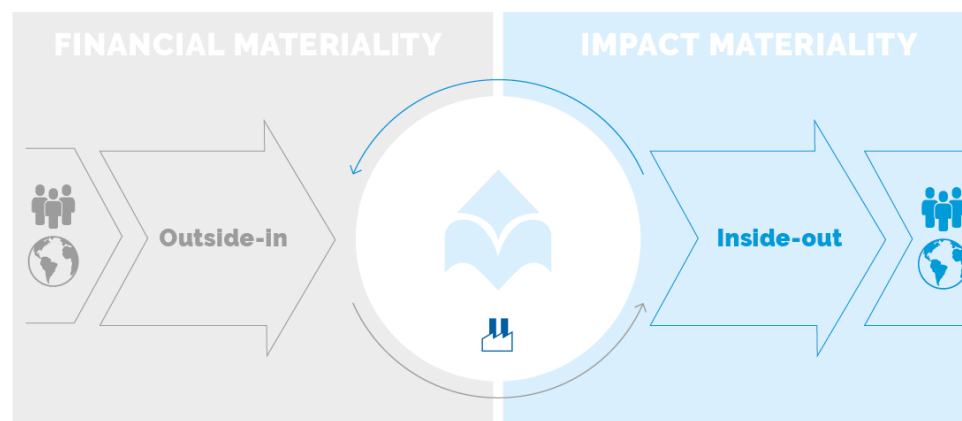 FINANCIAL MATERIALITY
IMPACT MATERIALITY
Outside-in
Inside-out